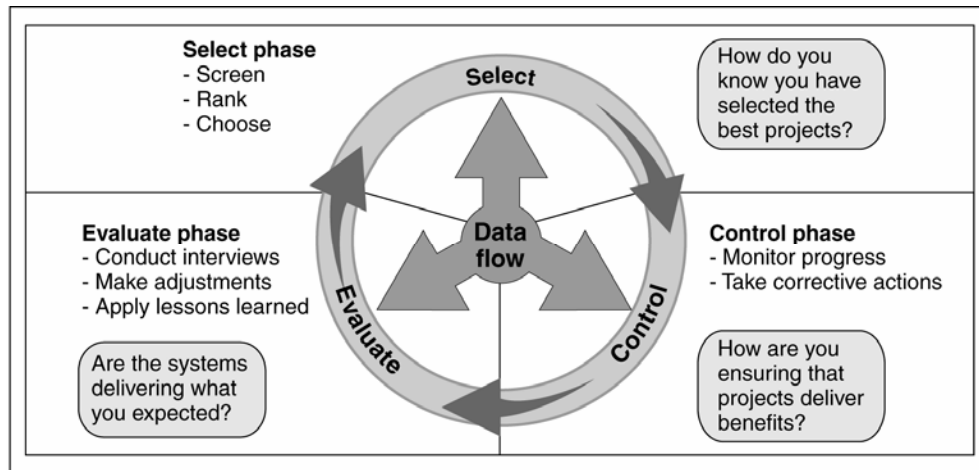 Select phase
- Screen
- Rank
- Choose
Select
How do you
know you have
selected the
best projects?
Data
flow
Evaluate phase
- Conduct interviews
- Make adjustments
- Apply lessons learned
Are the systems
delivering what
you expected?
Evaluate
Control phase
- Monitor progress
- Take corrective actions
Control
How are you
ensuring that
projects deliver
benefits?